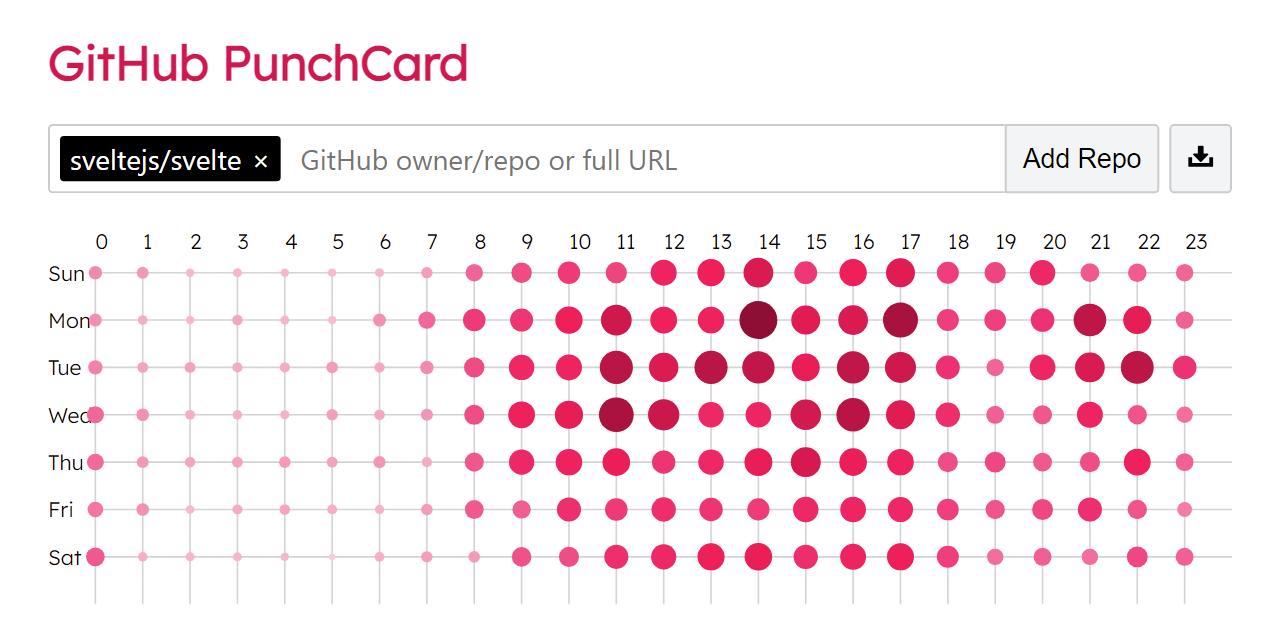 GitHub PunchCard
sveltejs/svelte × GitHub owner/repo or full URL Add Repo
0 1 2 3 4 5 6 7 8 9 10 11 12 13 14 15 16 17 18 19 20 21 22 23
Sun
Mon
Tue
Wed
Thu
Fri
Sat